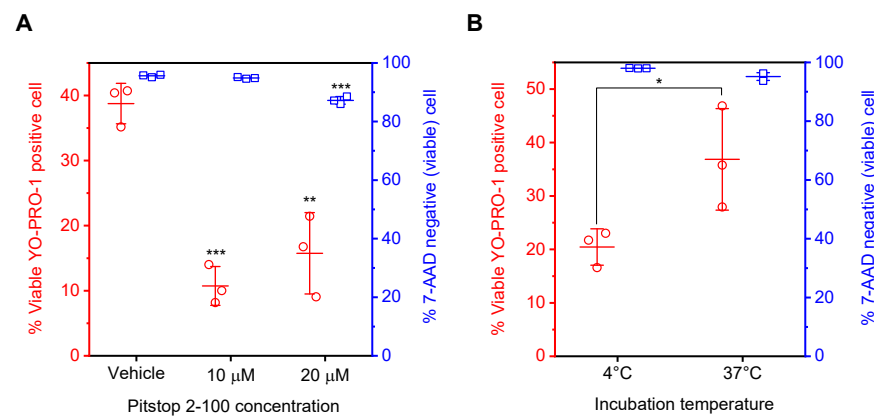 A
% Viable YO-PRO-1 positive cell
40
30
20
10
0
***
**
***
100
80
60
40
20
0
% 7-AAD negative (viable) cell
Vehicle
10 μM
20 μM
Pitstop 2-100 concentration
B
% Viable YO-PRO-1 positive cell
50
40
30
20
10
0
*
100
80
60
40
20
0
% 7-AAD negative (viable) cell
4°C
37°C
Incubation temperature